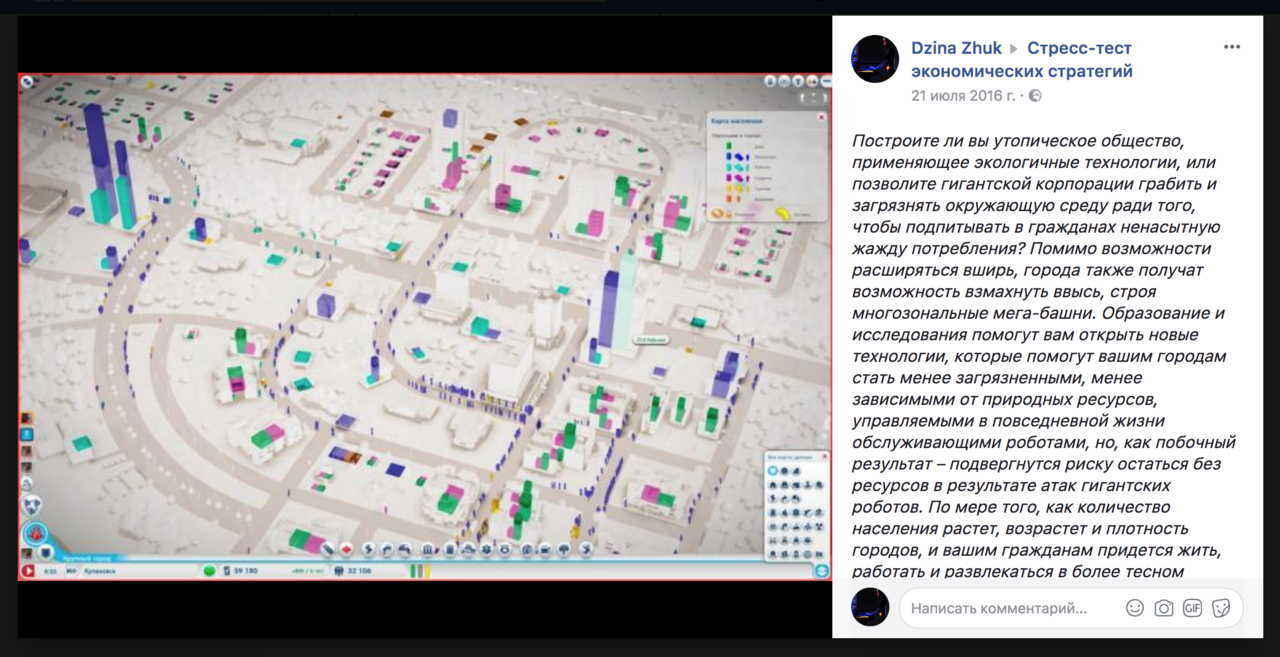 Dzina Zhuk ▸ Стресс-тест
экономических стратегий
21 июля 2016 г. ·
Построите ли вы утопическое общество,
применяющее экологичные технологии, или
позволите гигантской корпорации грабить и
загрязнять окружающую среду ради того,
чтобы подпитывать в гражданах ненасытную
жажду потребления? Помимо возможности
расширяться вширь, города также получат
возможность взмахнуть ввысь, строя
многозональные мега-башни. Образование и
исследования помогут вам открыть новые
технологии, которые помогут вашим городам
стать менее загрязненными, менее
зависимыми от природных ресурсов,
управляемыми в повседневной жизни
обслуживающими роботами, но, как побочный
результат – подвергнутся риску остаться без
ресурсов в результате атак гигантских
роботов. По мере того, как количество
населения растет, возрастет и плотность
городов, и вашим гражданам придется жить,
работать и развлекаться в более тесном
Написать комментарий...
GIF
Карта населения
Все карты данных
Крупный город
59 180
32 106